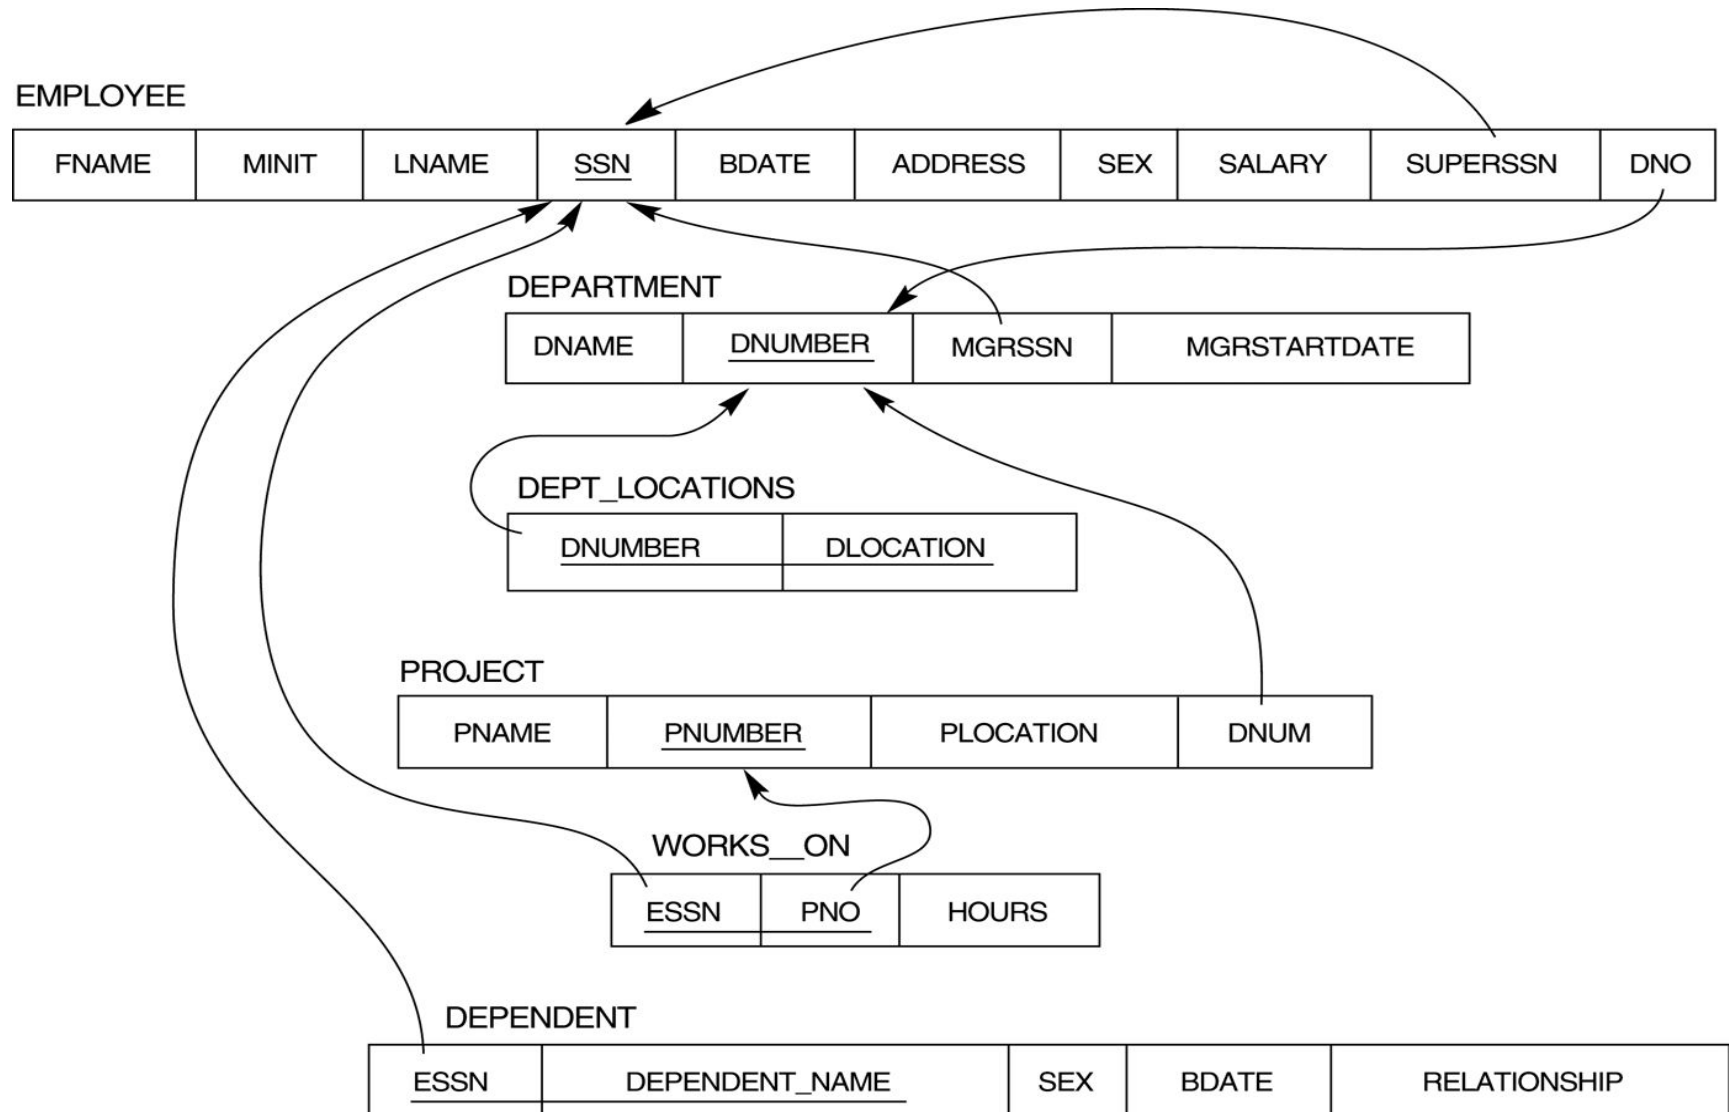 EMPLOYEE
FNAME MINIT LNAME SSN BDATE ADDRESS SEX SALARY SUPERSSN DNO
DEPARTMENT
DNAME DNUMBER MGRSSN MGRSTARTDATE
DEPT_LOCATIONS
DNUMBER DLOCATION
PROJECT
PNAME PNUMBER PLOCATION DNUM
WORKS__ON
ESSN PNO HOURS
DEPENDENT
ESSN DEPENDENT_NAME SEX BDATE RELATIONSHIP